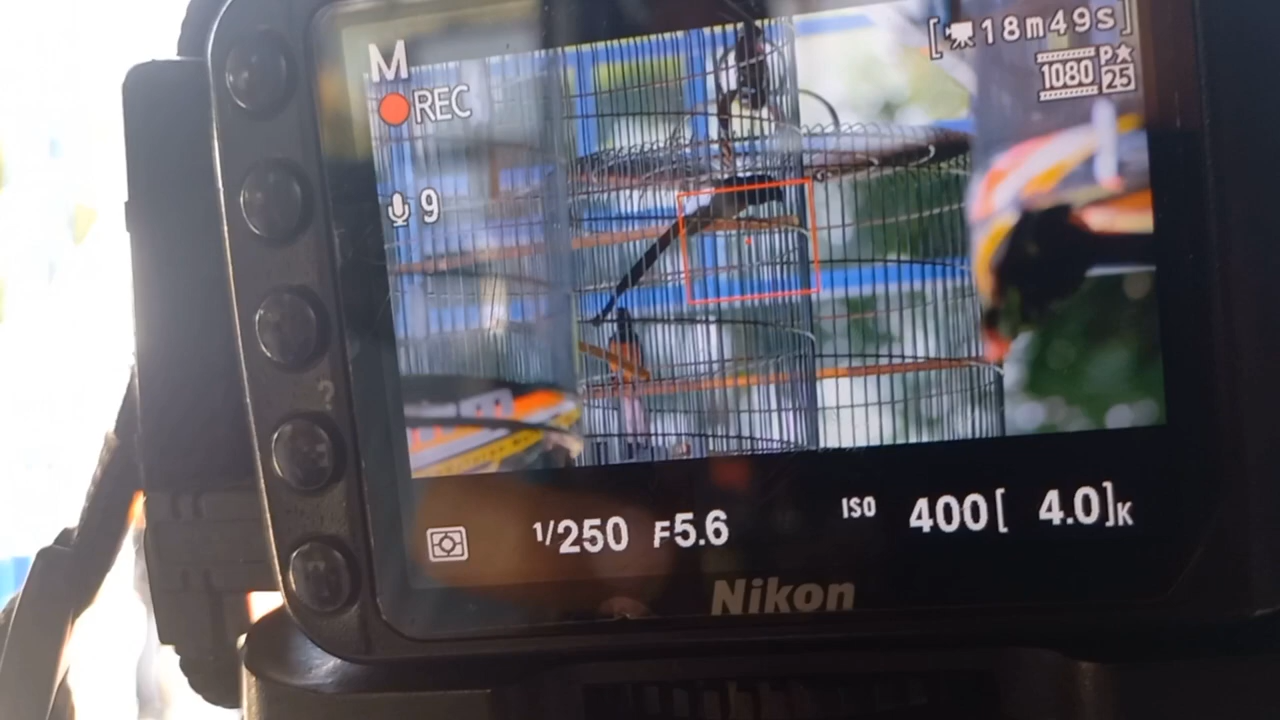 M
[18m49s]
REC
1080 P★ 25
9
?
1/250 F5.6 ISO 400[ 4.0]K
Nikon